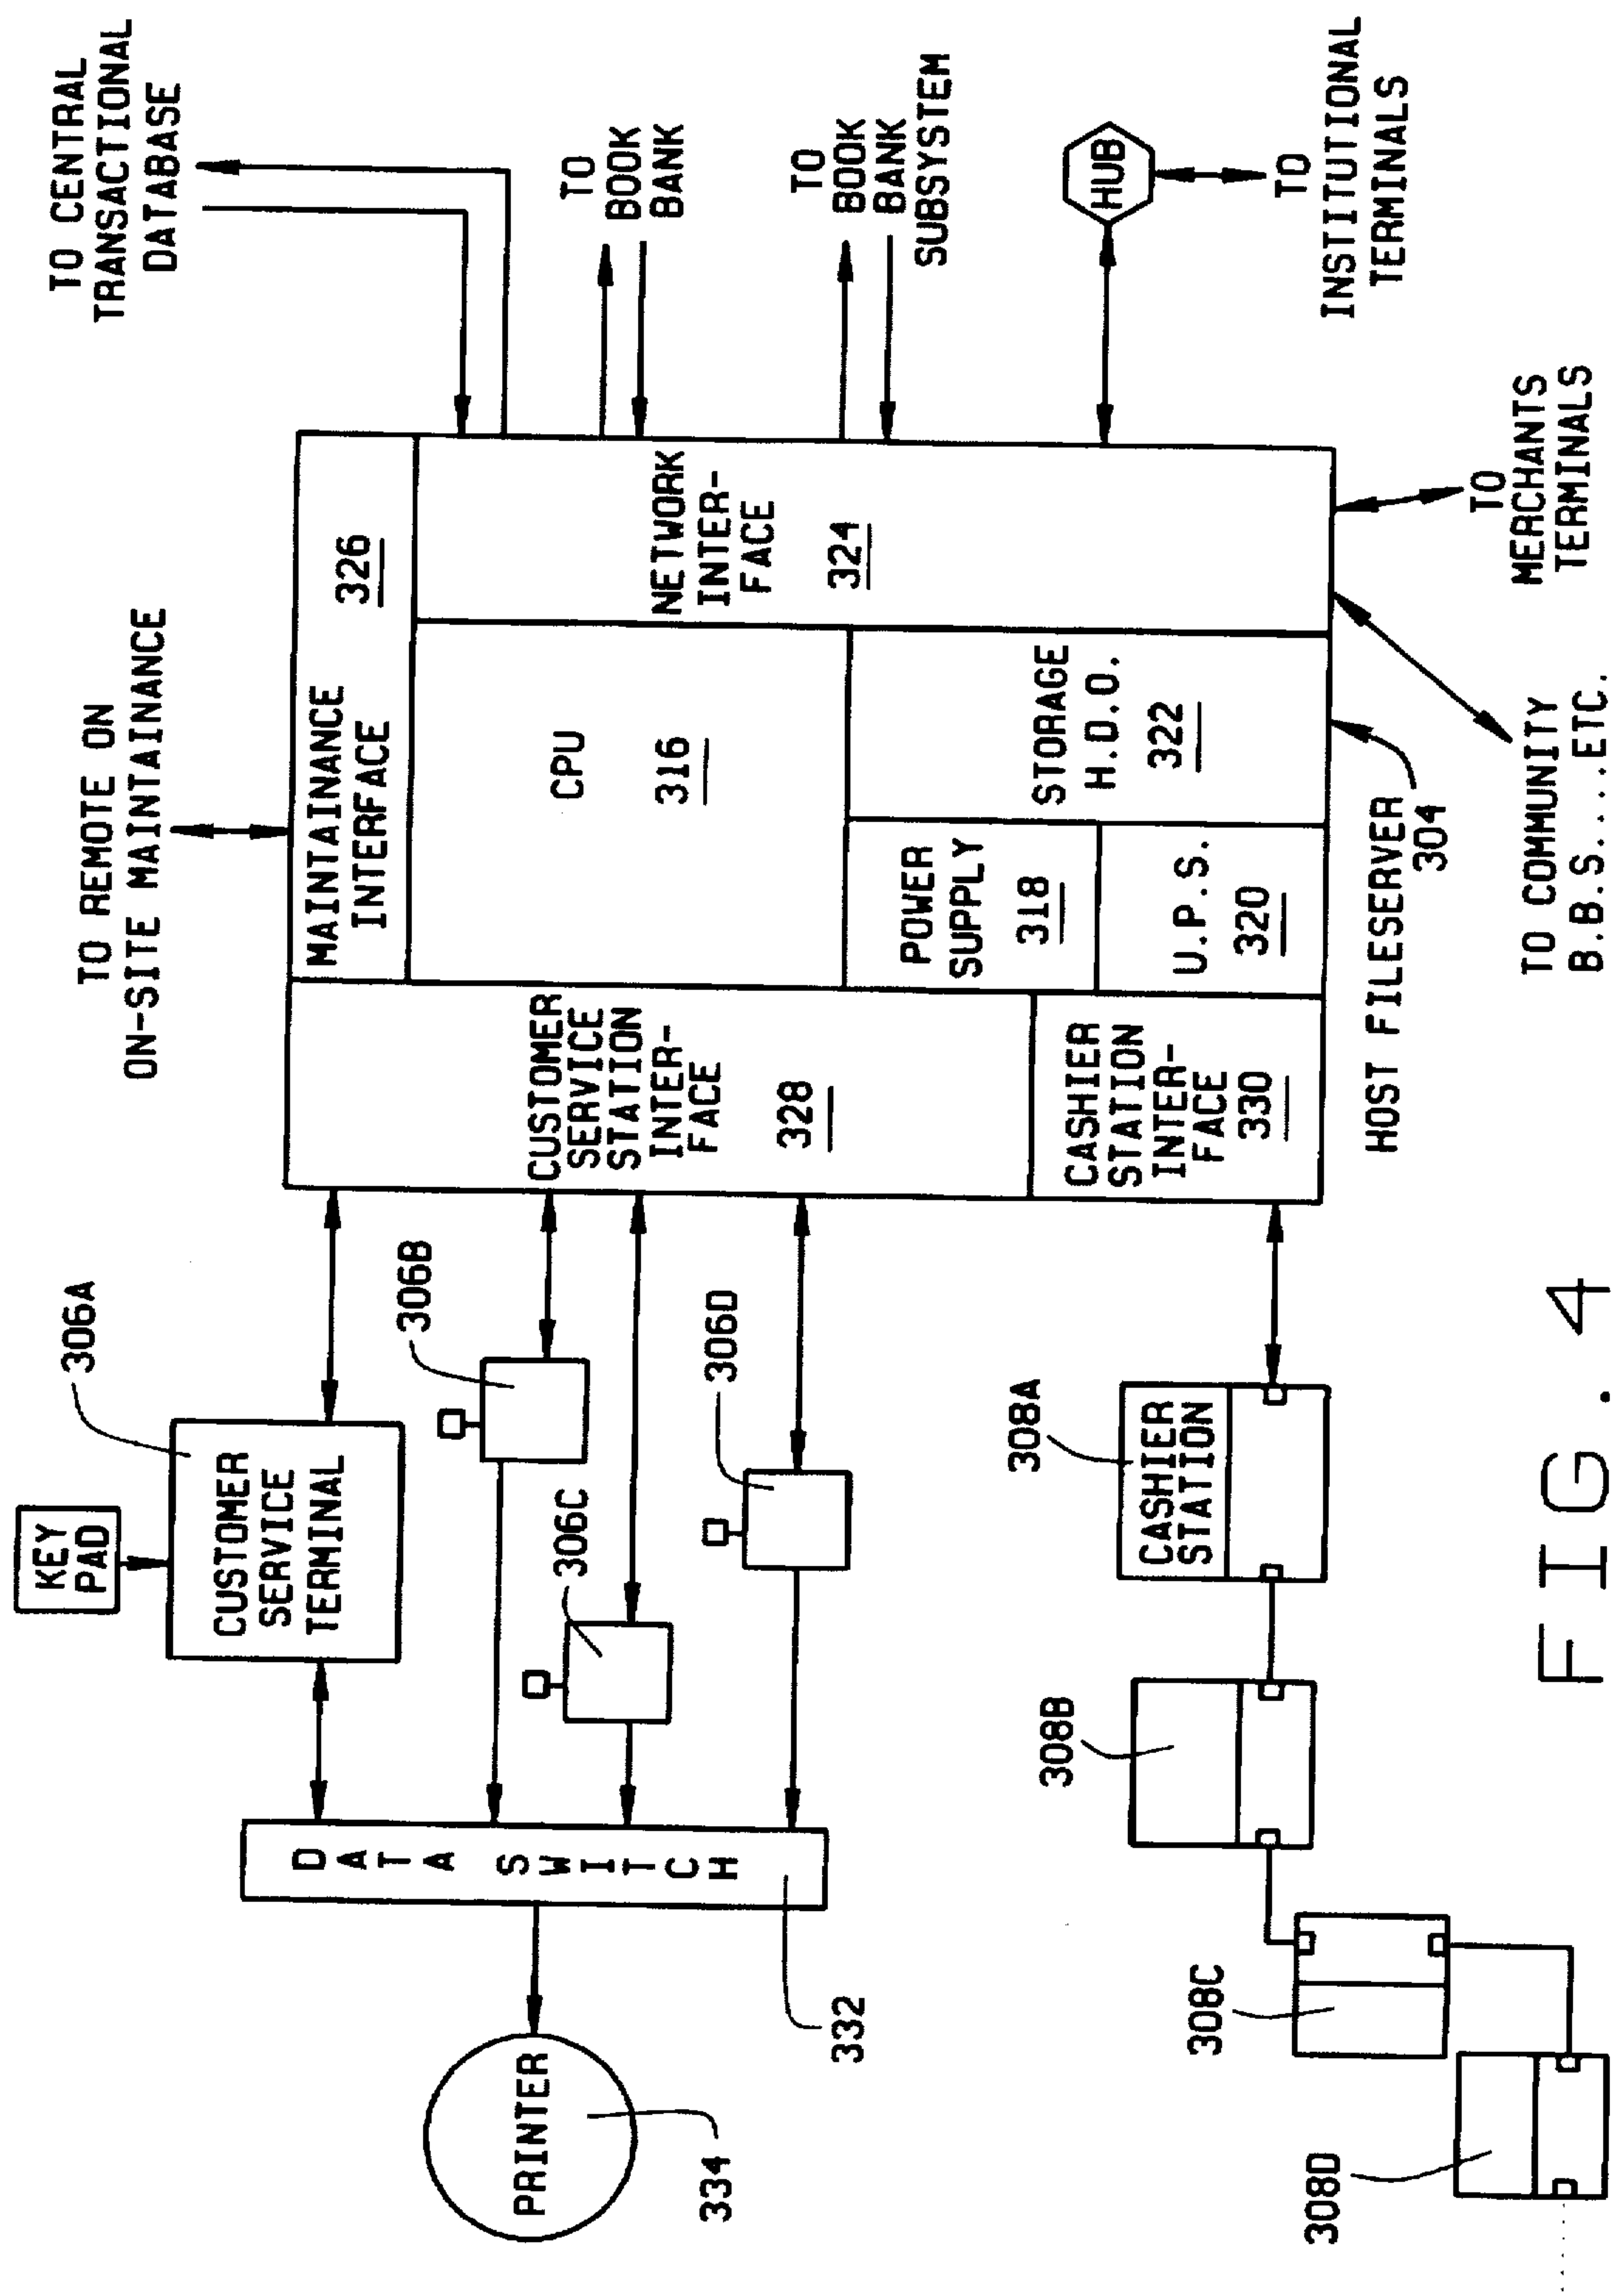 KEY
PAD
306A
CUSTOMER
SERVICE
TERMINAL
306B
306C
306D
DATA SWITCH
332
PRINTER
334
TO REMOTE ON
ON-SITE MAINTAINANCE
MAINTAINANCE
INTERFACE
326
CUSTOMER
SERVICE
STATION
INTER-
FACE
328
CPU
316
NETWORK
INTER-
FACE
324
POWER
SUPPLY
318
STORAGE
H.D.O.
322
U.P.S.
320
CASHIER
STATION
INTER-
FACE
330
HOST FILESERVER
304
TO CENTRAL
TRANSACTIONAL
DATABASE
TO
BOOK
BANK
TO
BOOK
BANK
SUBSYSTEM
HUB
TO
INSTITUTIONAL
TERMINALS
TO
MERCHANTS
TERMINALS
TO COMMUNITY
B.B.S.....ETC.
308A
CASHIER
STATION
308B
308C
308D
FIG. 4